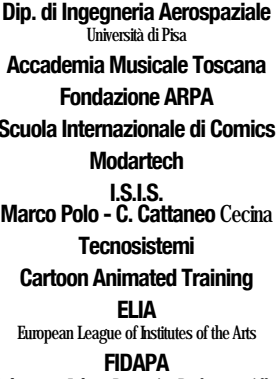 Dip. di Ingegneria Aerospaziale
Università di Pisa
Accademia Musicale Toscana
Fondazione ARPA
Scuola Internazionale di Comics
Modartech
I.S.I.S.
Marco Polo - C. Cattaneo Cecina
Tecnosistemi
Cartoon Animated Training
ELIA
European League of Institutes of the Arts
FIDAPA